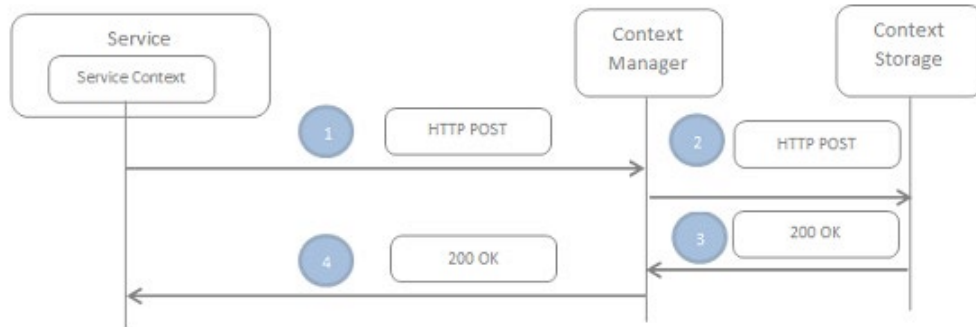 Service
Service Context
Context
Manager
Context
Storage
1
HTTP POST
2
HTTP POST
3
200 OK
4
200 OK